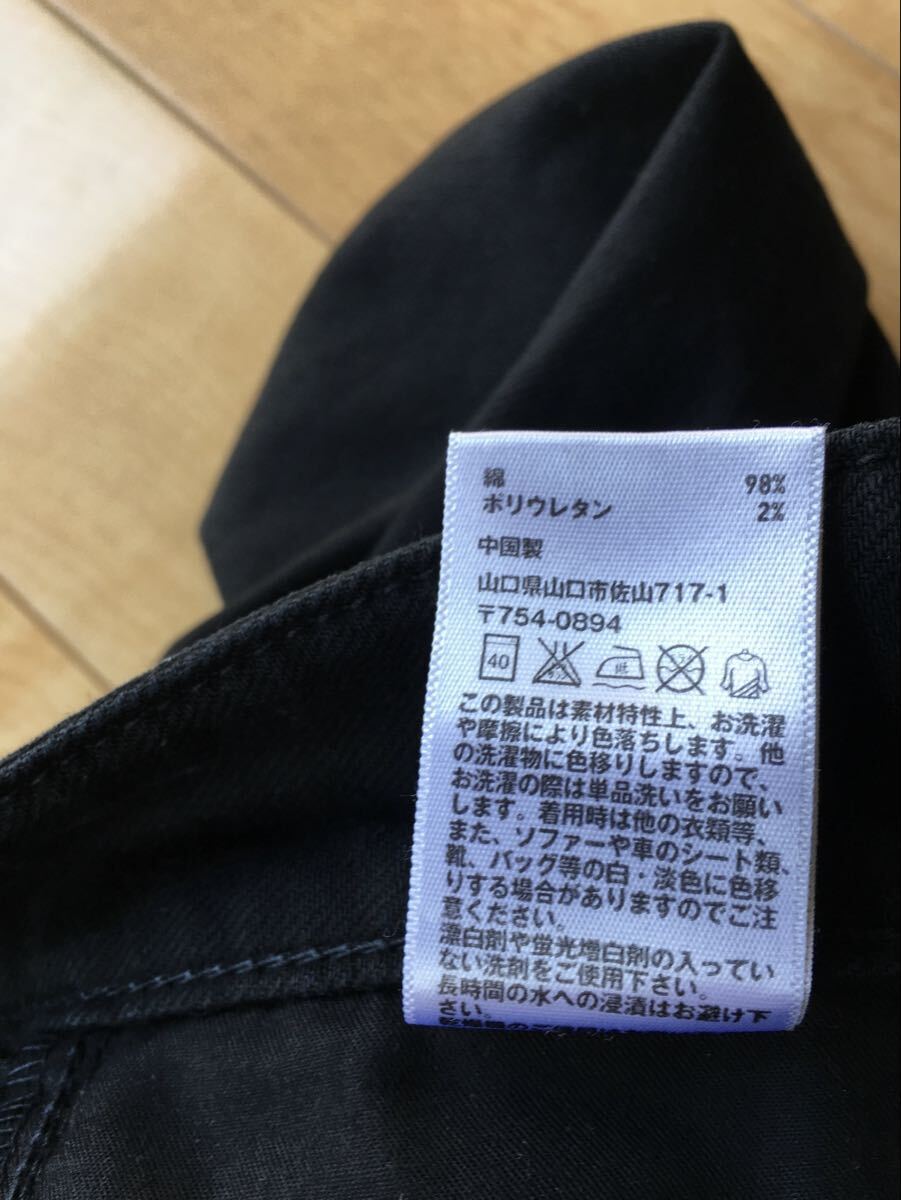 綿 98%
ポリウレタン 2%
中国製
山口県山口市佐山717-1
〒754-0894
40 低
この製品は素材特性上、お洗濯
や摩擦により色落ちします。他
の洗濯物に色移りしますので、
お洗濯の際は単品洗いをお願い
します。着用時は他の衣類等、
また、ソファーや車のシート類、
靴、バッグ等の白・淡色に色移
りする場合がありますのでご注
意ください。
漂白剤や蛍光増白剤の入ってい
ない洗剤をご使用下さい。
長時間の水への浸漬はお避け下
さい。